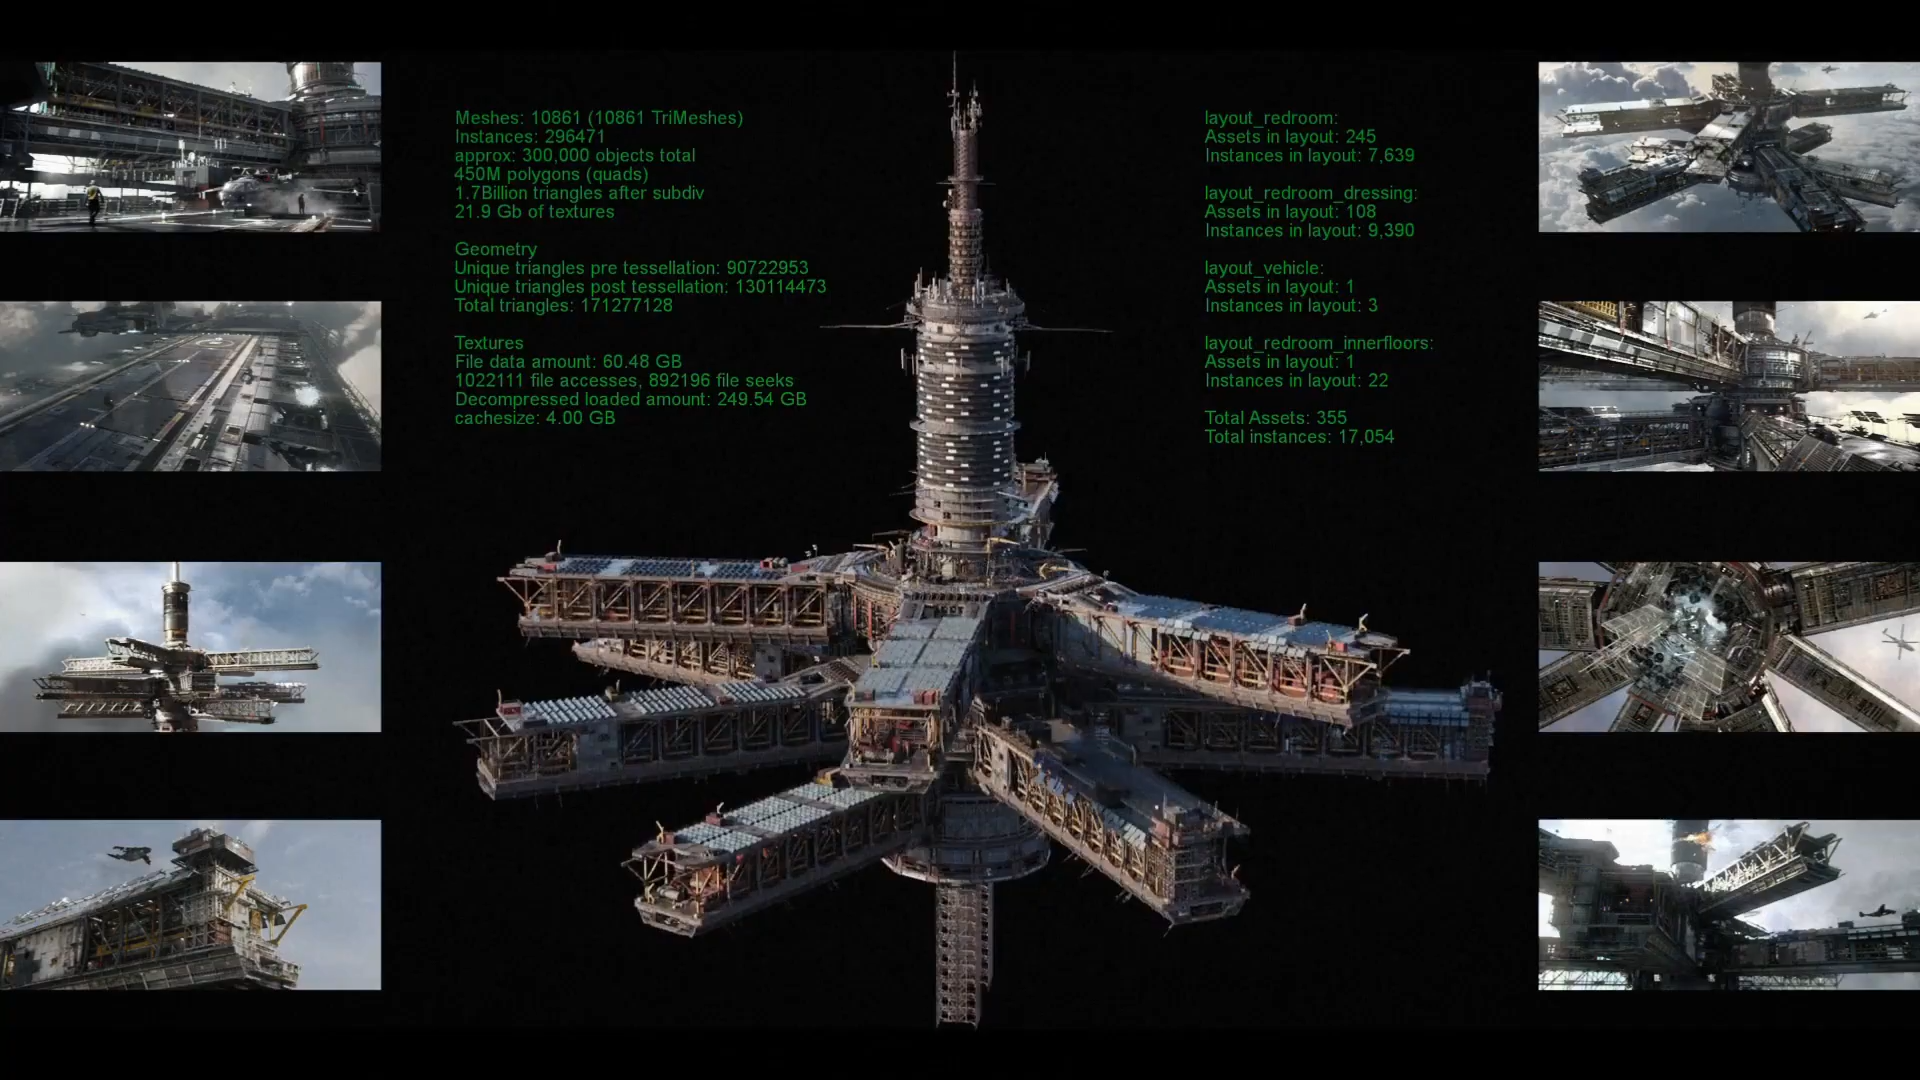 Meshes: 10861 (10861 TriMeshes)
Instances: 296471
approx: 300,000 objects total
450M polygons (quads)
1.7Billion triangles after subdiv
21.9 Gb of textures
Geometry
Unique triangles pre tessellation: 90722953
Unique triangles post tessellation: 130114473
Total triangles: 171277128
Textures
File data amount: 60.48 GB
1022111 file accesses, 892196 file seeks
Decompressed loaded amount: 249.54 GB
cachesize: 4.00 GB
layout_redroom:
Assets in layout: 245
Instances in layout: 7,639
layout_redroom_dressing:
Assets in layout: 108
Instances in layout: 9,390
layout_vehicle:
Assets in layout: 1
Instances in layout: 3
layout_redroom_innerfloors:
Assets in layout: 1
Instances in layout: 22
Total Assets: 355
Total instances: 17,054